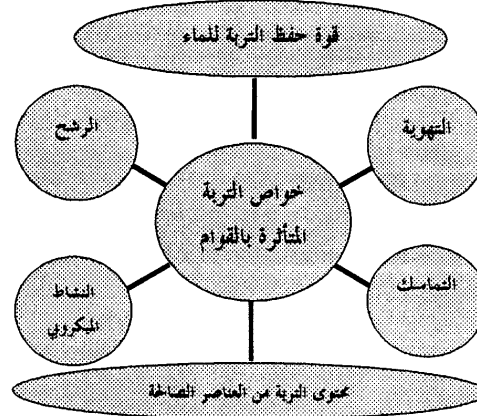 قوة حفظ التربة للماء
التهوية
الرشح
خواص التربة
المتأثرة بالقوام
التماسك
النشاط
الميكروبي
محتوى التربة من العناصر الصالحة